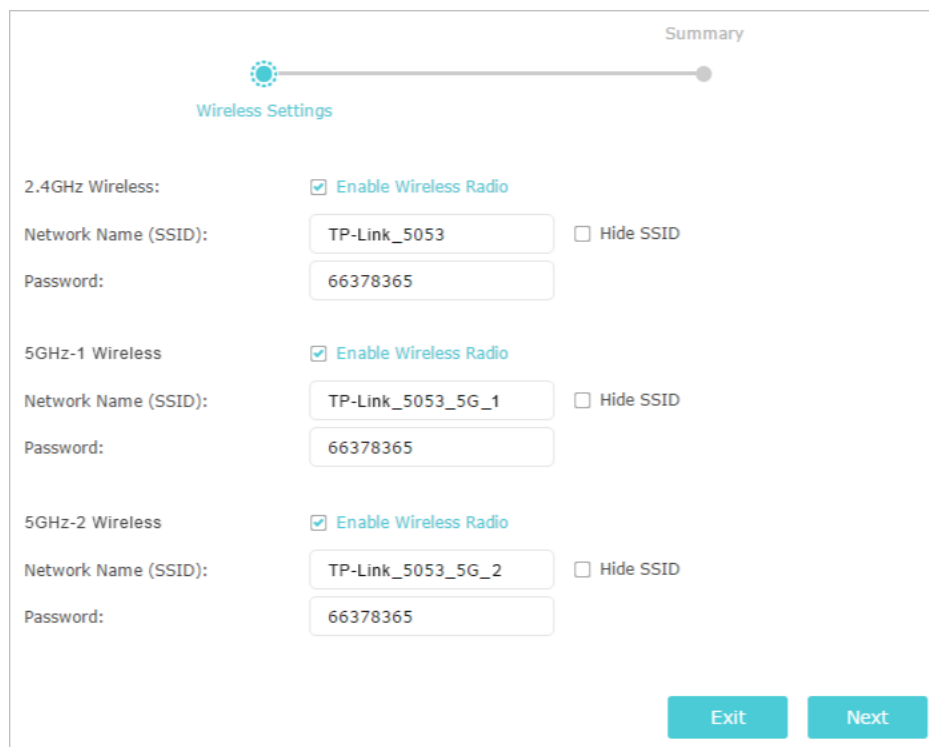 Summary
Wireless Settings
2.4GHz Wireless: Enable Wireless Radio
Network Name (SSID): TP-Link_5053 Hide SSID
Password: 66378365
5GHz-1 Wireless Enable Wireless Radio
Network Name (SSID): TP-Link_5053_5G_1 Hide SSID
Password: 66378365
5GHz-2 Wireless Enable Wireless Radio
Network Name (SSID): TP-Link_5053_5G_2 Hide SSID
Password: 66378365
Exit Next